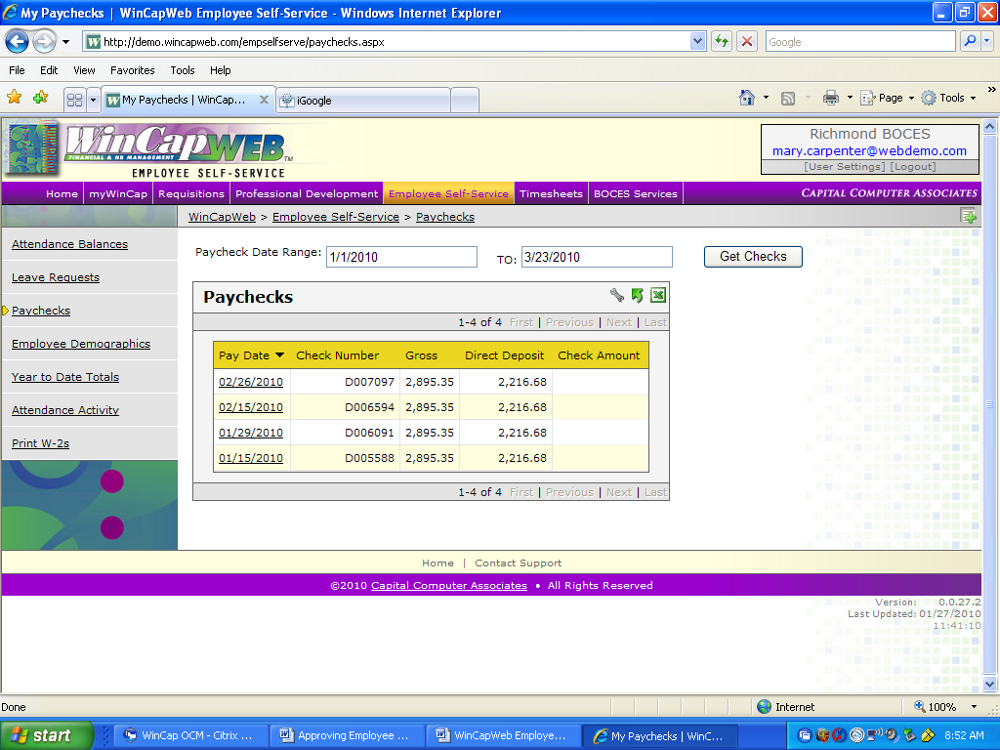 My Paychecks | WinCapWeb Employee Self-Service - Windows Internet Explorer
http://demo.wincapweb.com/empselfserve/paychecks.aspx
Google
File Edit View Favorites Tools Help
My Paychecks | WinCap...
iGoogle
Page
Tools
WinCapWEB TM
FINANCIAL & HR MANAGEMENT
EMPLOYEE SELF-SERVICE
Richmond BOCES
mary.carpenter@webdemo.com
[User Settings] [Logout]
Home myWinCap Requisitions Professional Development Employee Self-Service Timesheets BOCES Services CAPITAL COMPUTER ASSOCIATES
WinCapWeb > Employee Self-Service > Paychecks
Attendance Balances
Leave Requests
Paychecks
Employee Demographics
Year to Date Totals
Attendance Activity
Print W-2s
Paycheck Date Range: 1/1/2010 TO: 3/23/2010 Get Checks
Paychecks
1-4 of 4 First | Previous | Next | Last
Pay Date Check Number Gross Direct Deposit Check Amount
02/26/2010 D007097 2,895.35 2,216.68
02/15/2010 D006594 2,895.35 2,216.68
01/29/2010 D006091 2,895.35 2,216.68
01/15/2010 D005588 2,895.35 2,216.68
1-4 of 4 First | Previous | Next | Last
Home | Contact Support
©2010 Capital Computer Associates • All Rights Reserved
Version: 0.0.27.2
Last Updated: 01/27/2010
11:41:10
Done Internet 100%
start WinCap OCM - Citrix ... Approving Employee ... WinCapWeb Employe... My Paychecks | WinC... 8:52 AM